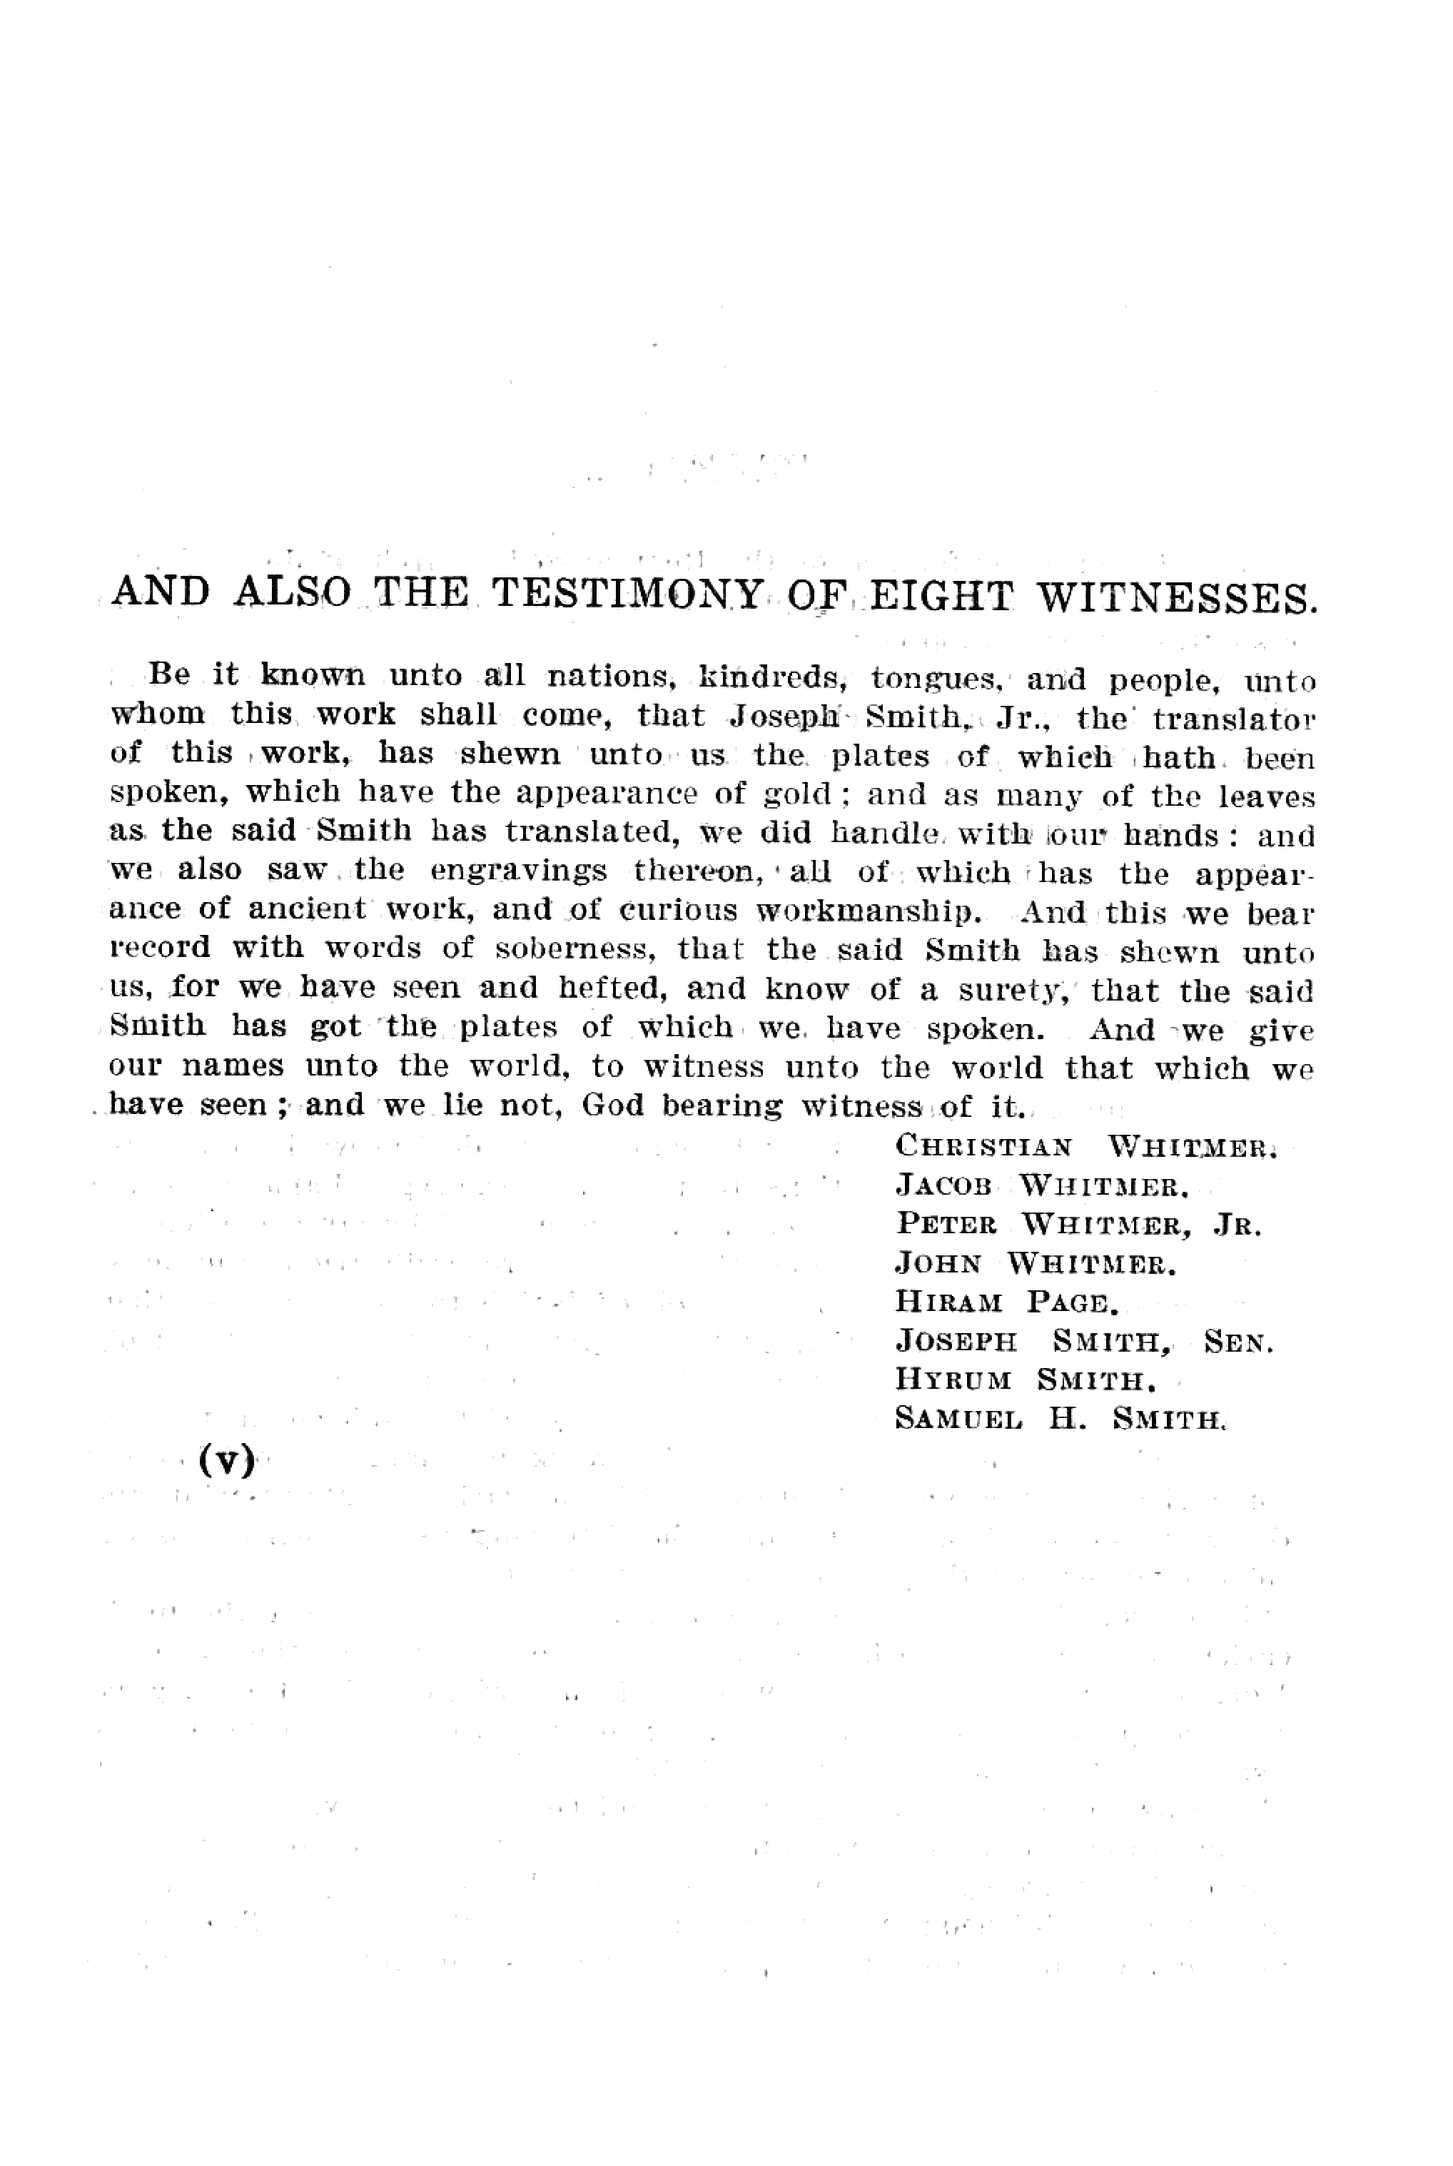 AND ALSO THE TESTIMONY OF EIGHT WITNESSES.
Be it known unto all nations, kindreds, tongues, and people, unto
whom this work shall come, that Joseph Smith, Jr., the translator
of this work, has shewn unto us the plates of which hath been
spoken, which have the appearance of gold; and as many of the leaves
as the said Smith has translated, we did handle with our hands: and
we also saw the engravings thereon, all of which has the appear-
ance of ancient work, and of curious workmanship. And this we bear
record with words of soberness, that the said Smith has shewn unto
us, for we have seen and hefted, and know of a surety, that the said
Smith has got the plates of which we have spoken. And we give
our names unto the world, to witness unto the world that which we
have seen; and we lie not, God bearing witness of it.
CHRISTIAN WHITMER.
JACOB WHITMER.
PETER WHITMER, JR.
JOHN WHITMER.
HIRAM PAGE.
JOSEPH SMITH, SEN.
HYRUM SMITH.
SAMUEL H. SMITH.
(v)